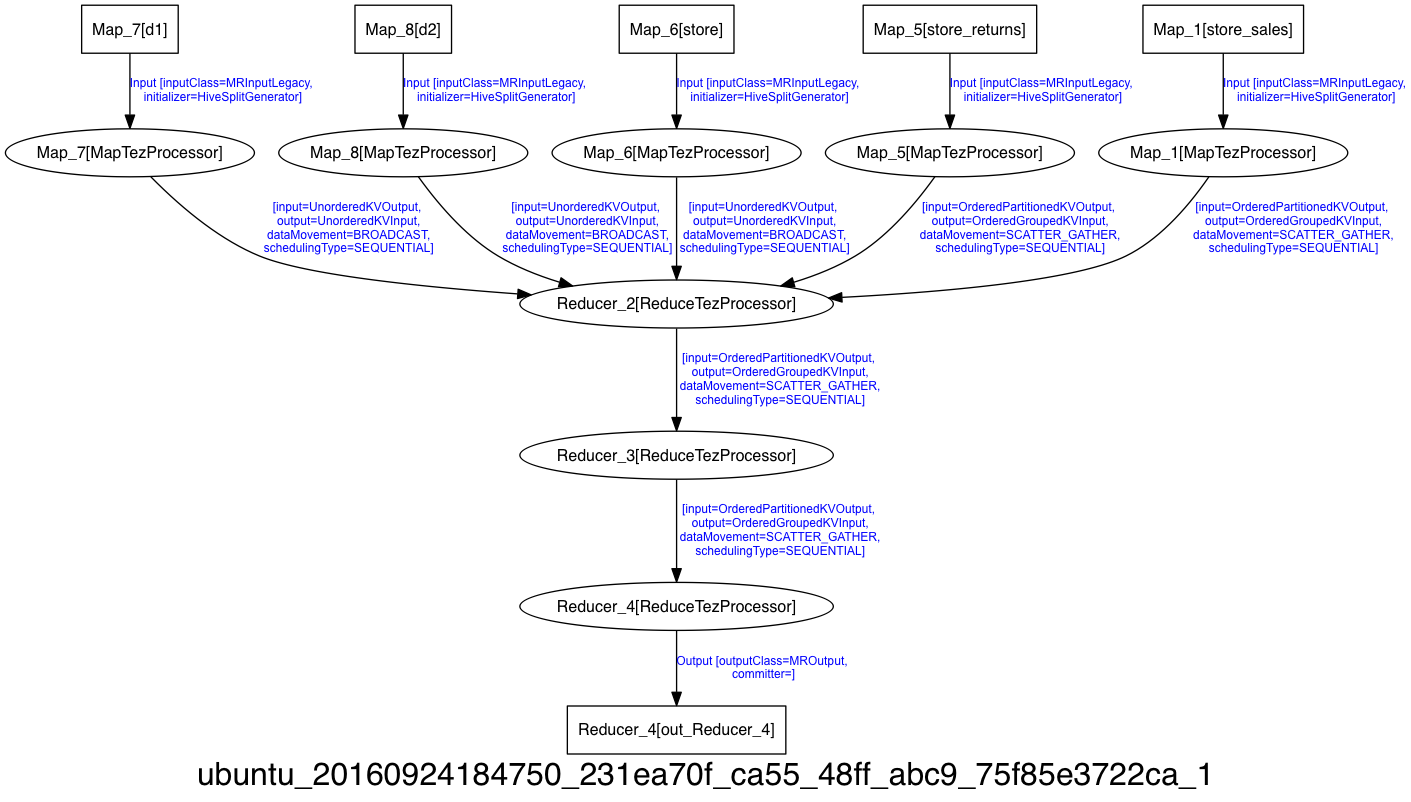 Map_7[d1]
Map_8[d2]
Map_6[store]
Map_5[store_returns]
Map_1[store_sales]
Input [inputClass=MRInputLegacy,
initializer=HiveSplitGenerator]
Input [inputClass=MRInputLegacy,
initializer=HiveSplitGenerator]
Input [inputClass=MRInputLegacy,
initializer=HiveSplitGenerator]
Input [inputClass=MRInputLegacy,
initializer=HiveSplitGenerator]
Input [inputClass=MRInputLegacy,
initializer=HiveSplitGenerator]
Map_7[MapTezProcessor]
Map_8[MapTezProcessor]
Map_6[MapTezProcessor]
Map_5[MapTezProcessor]
Map_1[MapTezProcessor]
[input=UnorderedKVOutput,
output=UnorderedKVInput,
dataMovement=BROADCAST,
schedulingType=SEQUENTIAL]
[input=UnorderedKVOutput,
output=UnorderedKVInput,
dataMovement=BROADCAST,
schedulingType=SEQUENTIAL]
[input=UnorderedKVOutput,
output=UnorderedKVInput,
dataMovement=BROADCAST,
schedulingType=SEQUENTIAL]
[input=OrderedPartitionedKVOutput,
output=OrderedGroupedKVInput,
dataMovement=SCATTER_GATHER,
schedulingType=SEQUENTIAL]
[input=OrderedPartitionedKVOutput,
output=OrderedGroupedKVInput,
dataMovement=SCATTER_GATHER,
schedulingType=SEQUENTIAL]
Reducer_2[ReduceTezProcessor]
[input=OrderedPartitionedKVOutput,
output=OrderedGroupedKVInput,
dataMovement=SCATTER_GATHER,
schedulingType=SEQUENTIAL]
Reducer_3[ReduceTezProcessor]
[input=OrderedPartitionedKVOutput,
output=OrderedGroupedKVInput,
dataMovement=SCATTER_GATHER,
schedulingType=SEQUENTIAL]
Reducer_4[ReduceTezProcessor]
Output [outputClass=MROutput,
committer=]
Reducer_4[out_Reducer_4]
ubuntu_20160924184750_231ea70f_ca55_48ff_abc9_75f85e3722ca_1